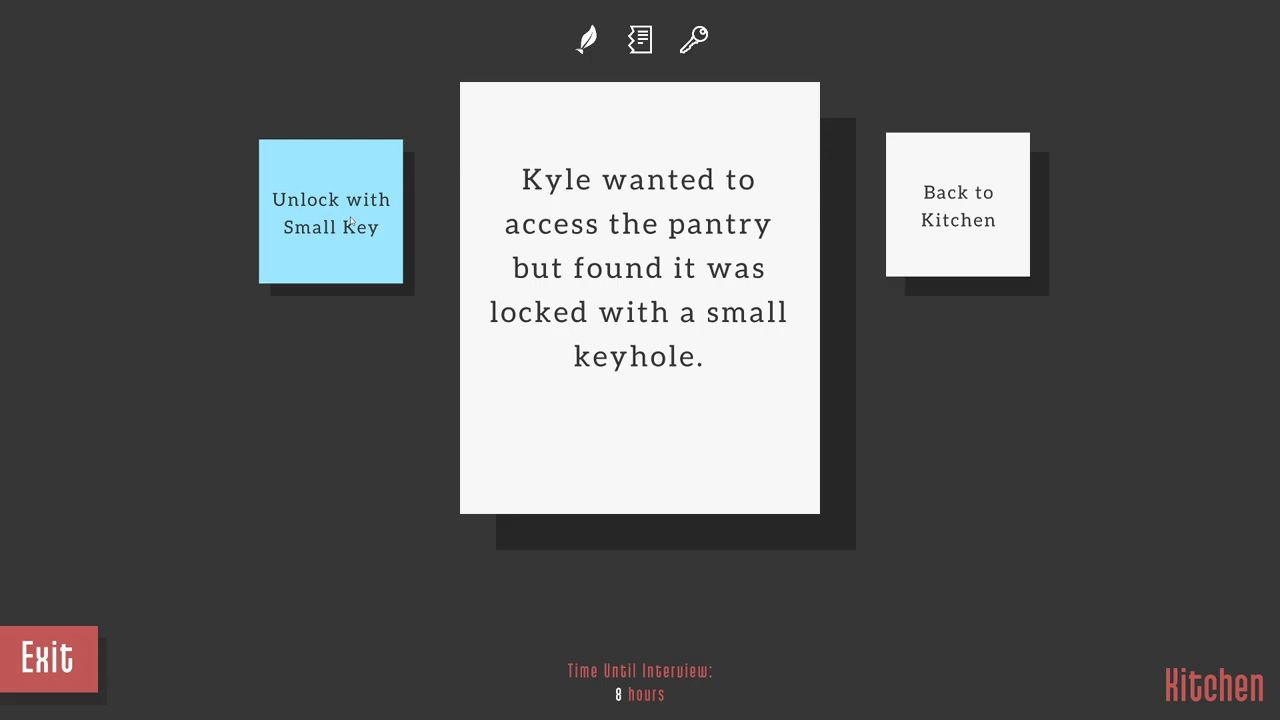 Unlock with
Small Key
Kyle wanted to
access the pantry
but found it was
locked with a small
keyhole.
Back to
Kitchen
Exit
Time Until Interview:
8 hours
Kitchen